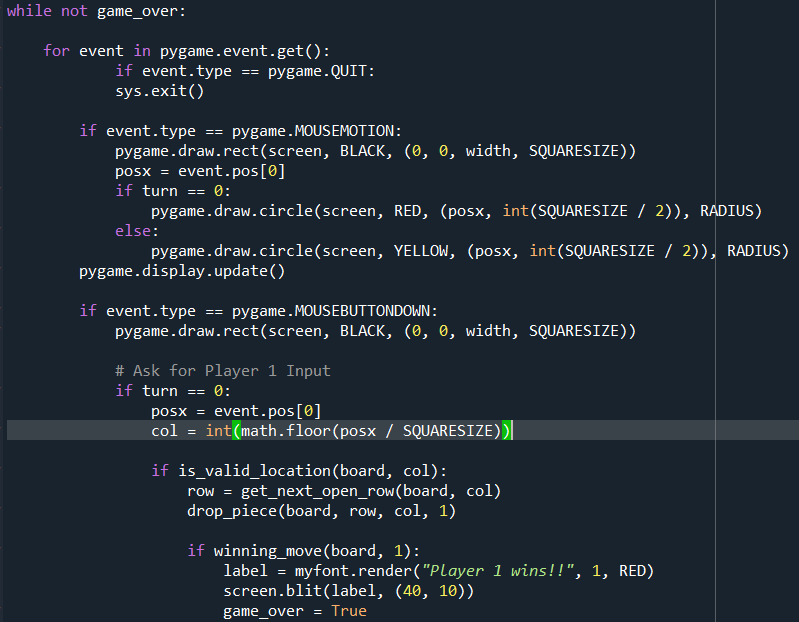 while not game_over:
    for event in pygame.event.get():
            if event.type == pygame.QUIT:
            sys.exit()
        if event.type == pygame.MOUSEMOTION:
            pygame.draw.rect(screen, BLACK, (0, 0, width, SQUARESIZE))
            posx = event.pos[0]
            if turn == 0:
                pygame.draw.circle(screen, RED, (posx, int(SQUARESIZE / 2)), RADIUS)
            else:
                pygame.draw.circle(screen, YELLOW, (posx, int(SQUARESIZE / 2)), RADIUS)
        pygame.display.update()
        if event.type == pygame.MOUSEBUTTONDOWN:
            pygame.draw.rect(screen, BLACK, (0, 0, width, SQUARESIZE))
            # Ask for Player 1 Input
            if turn == 0:
                posx = event.pos[0]
                col = int(math.floor(posx / SQUARESIZE))
                if is_valid_location(board, col):
                    row = get_next_open_row(board, col)
                    drop_piece(board, row, col, 1)
                    if winning_move(board, 1):
                        label = myfont.render("Player 1 wins!!", 1, RED)
                        screen.blit(label, (40, 10))
                        game_over = True